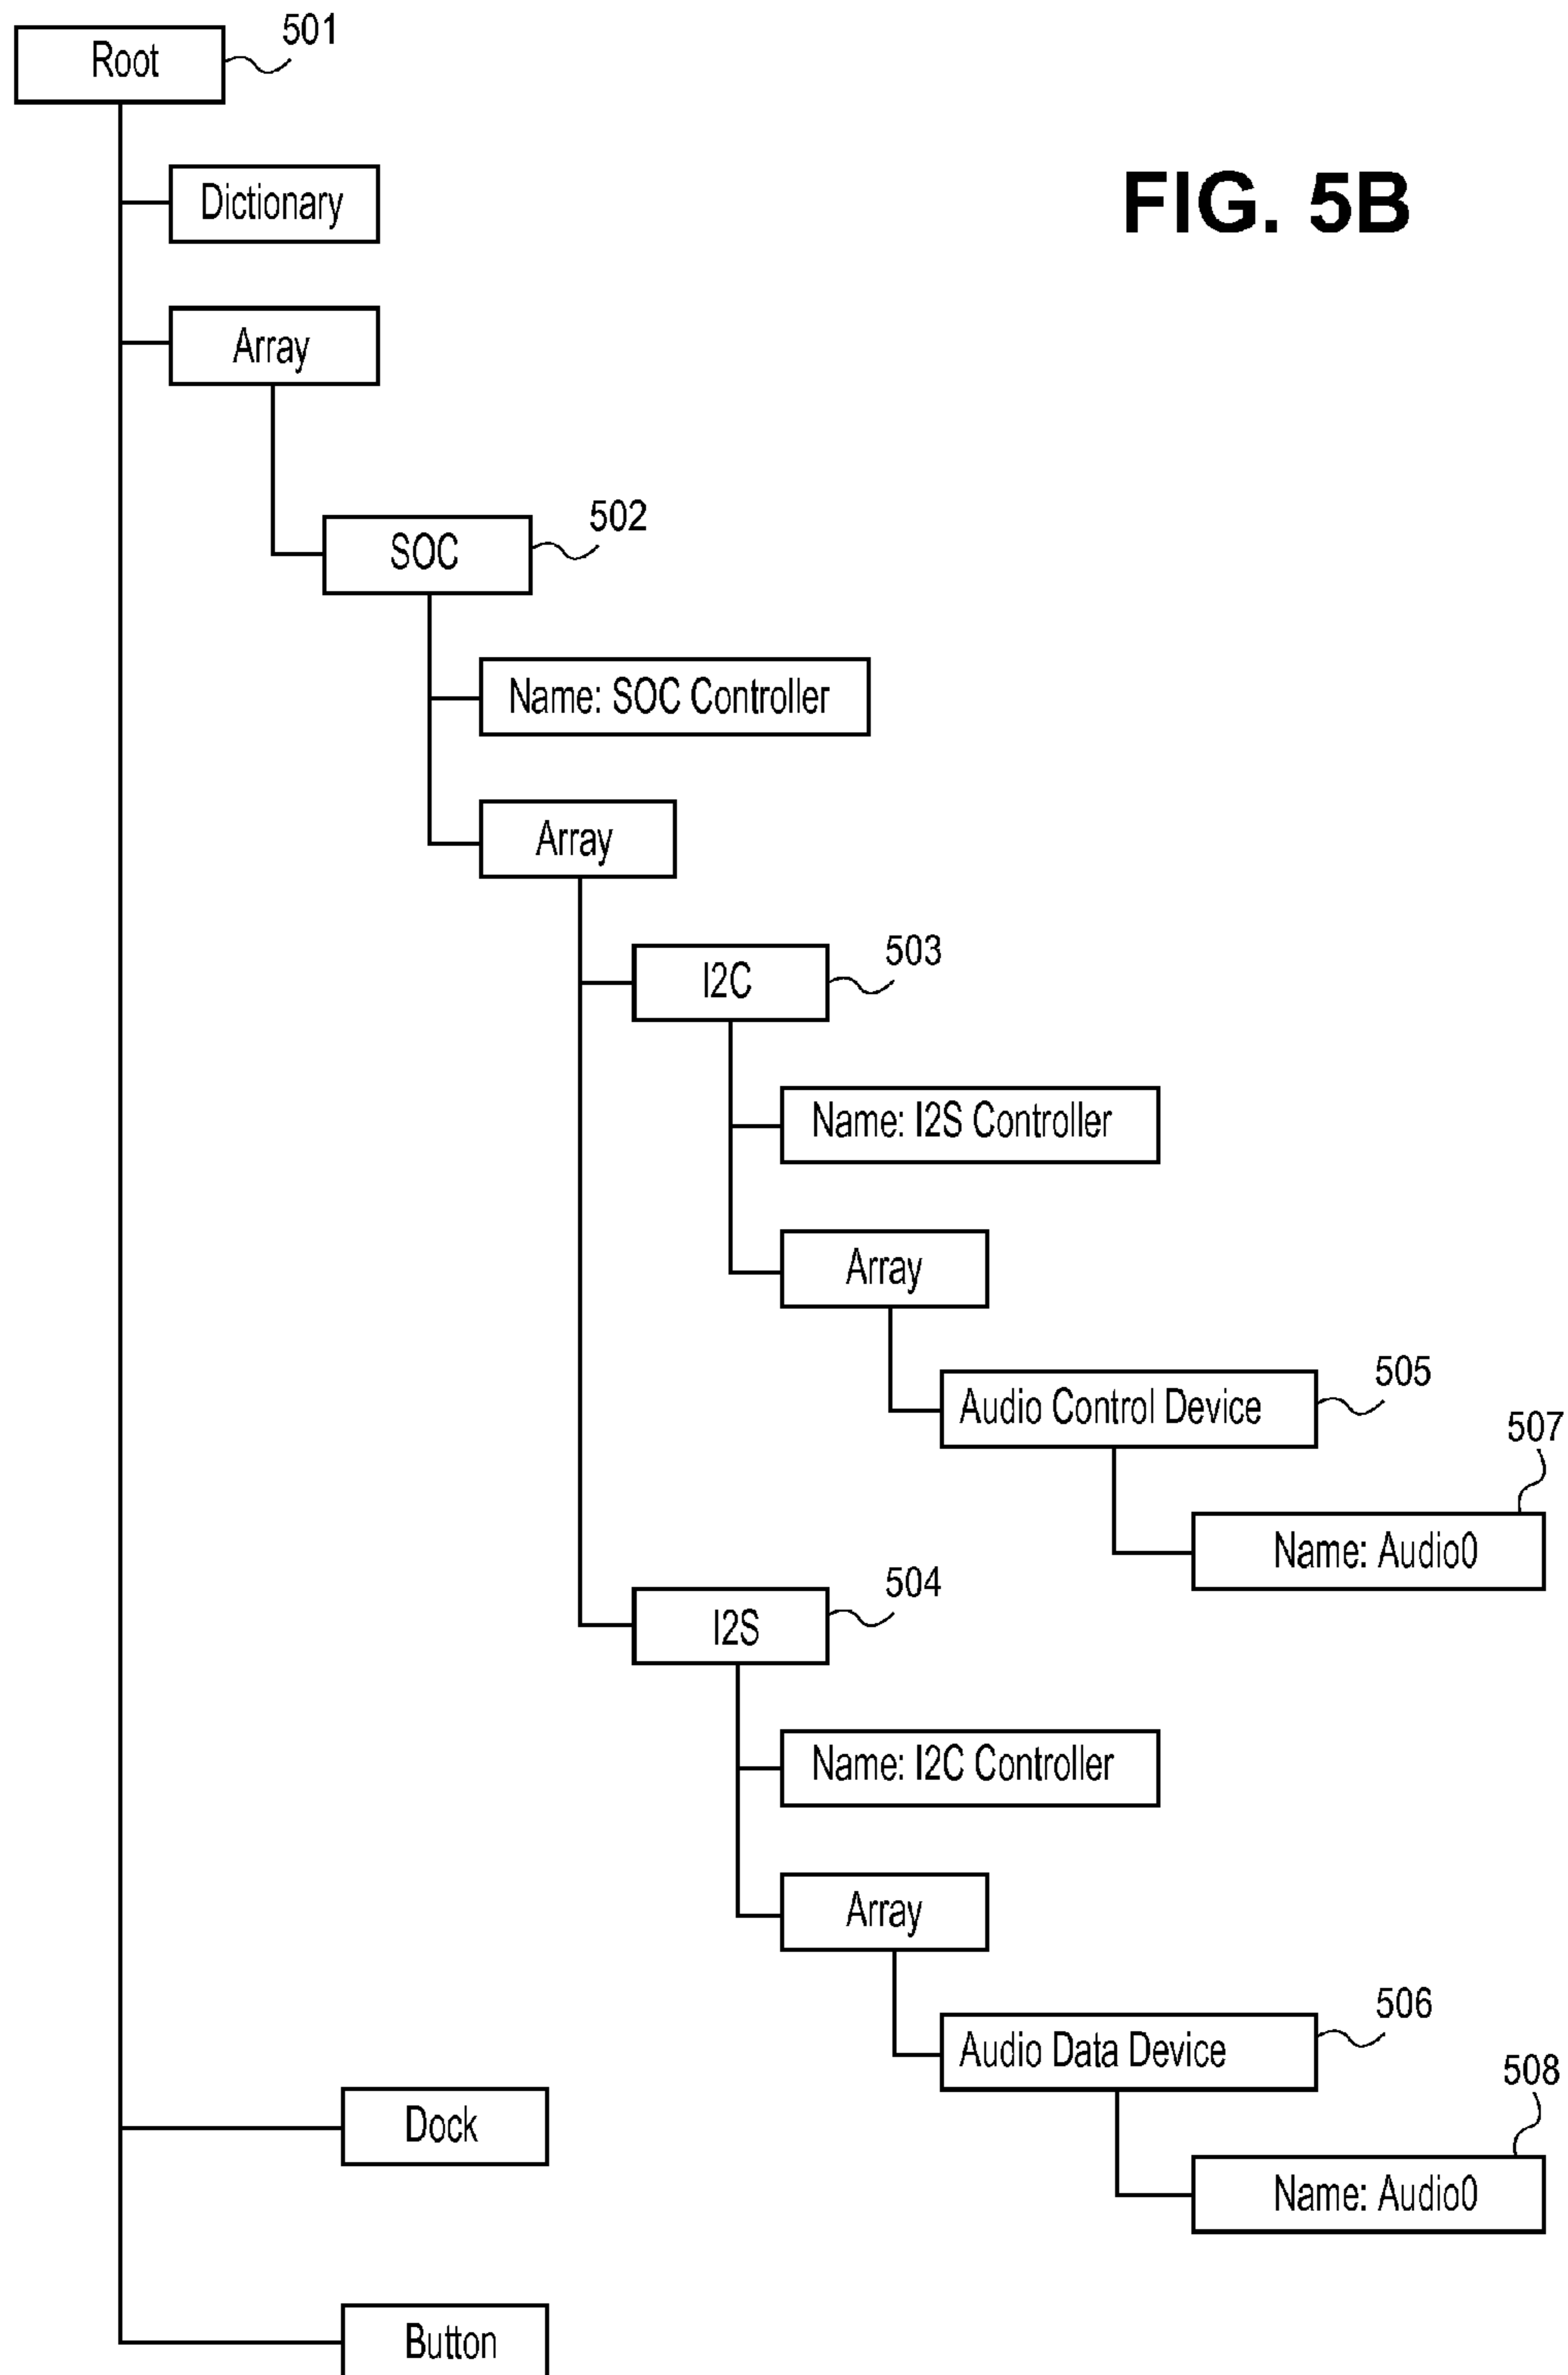 Root
501
FIG. 5B
Dictionary
Array
SOC
502
Name: SOC Controller
Array
I2C
503
Name: I2S Controller
Array
Audio Control Device
505
507
Name: Audio0
I2S
504
Name: I2C Controller
Array
Audio Data Device
506
508
Name: Audio0
Dock
Button